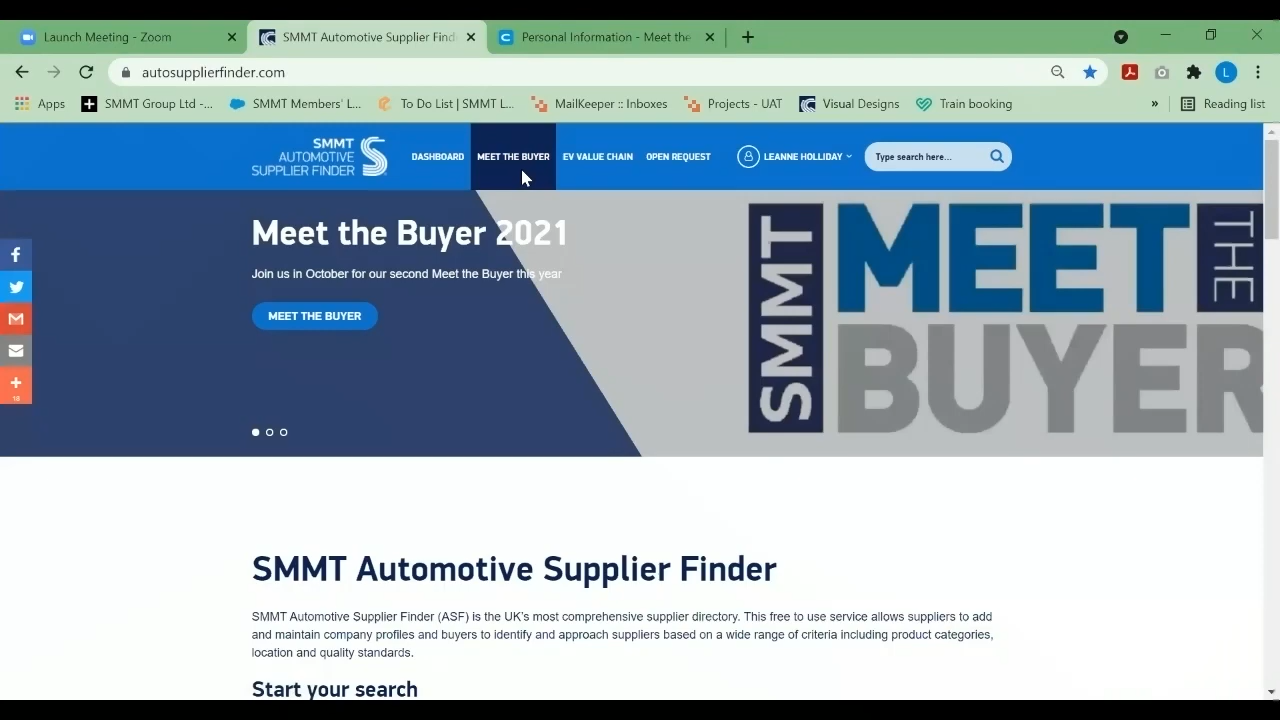 Launch Meeting - Zoom
SMMT Automotive Supplier Find
Personal Information - Meet the
autosupplierfinder.com
L
Apps
SMMT Group Ltd -...
SMMT Members' L...
To Do List | SMMT L...
MailKeeper :: Inboxes
Projects - UAT
Visual Designs
Train booking
»
Reading list
SMMT
AUTOMOTIVE
SUPPLIER FINDER
DASHBOARD
MEET THE BUYER
EV VALUE CHAIN
OPEN REQUEST
LEANNE HOLLIDAY
Type search here...
Meet the Buyer 2021
Join us in October for our second Meet the Buyer this year
MEET THE BUYER
SMMT
MEET
THE
BUYER
18
SMMT Automotive Supplier Finder
SMMT Automotive Supplier Finder (ASF) is the UK's most comprehensive supplier directory. This free to use service allows suppliers to add
and maintain company profiles and buyers to identify and approach suppliers based on a wide range of criteria including product categories,
location and quality standards.
Start your search